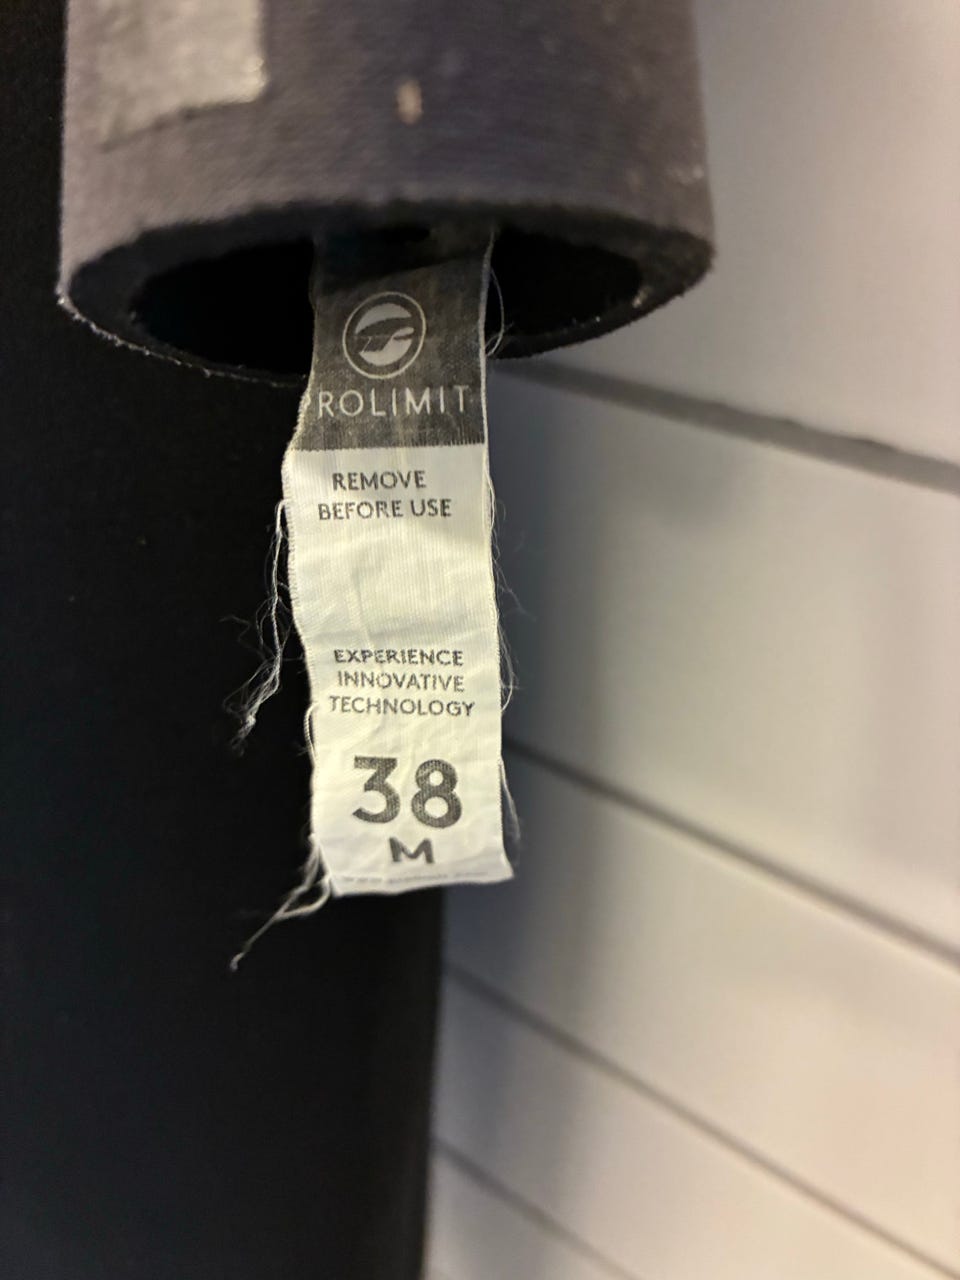 PROLIMIT
REMOVE
BEFORE USE
EXPERIENCE
INNOVATIVE
TECHNOLOGY
38
M